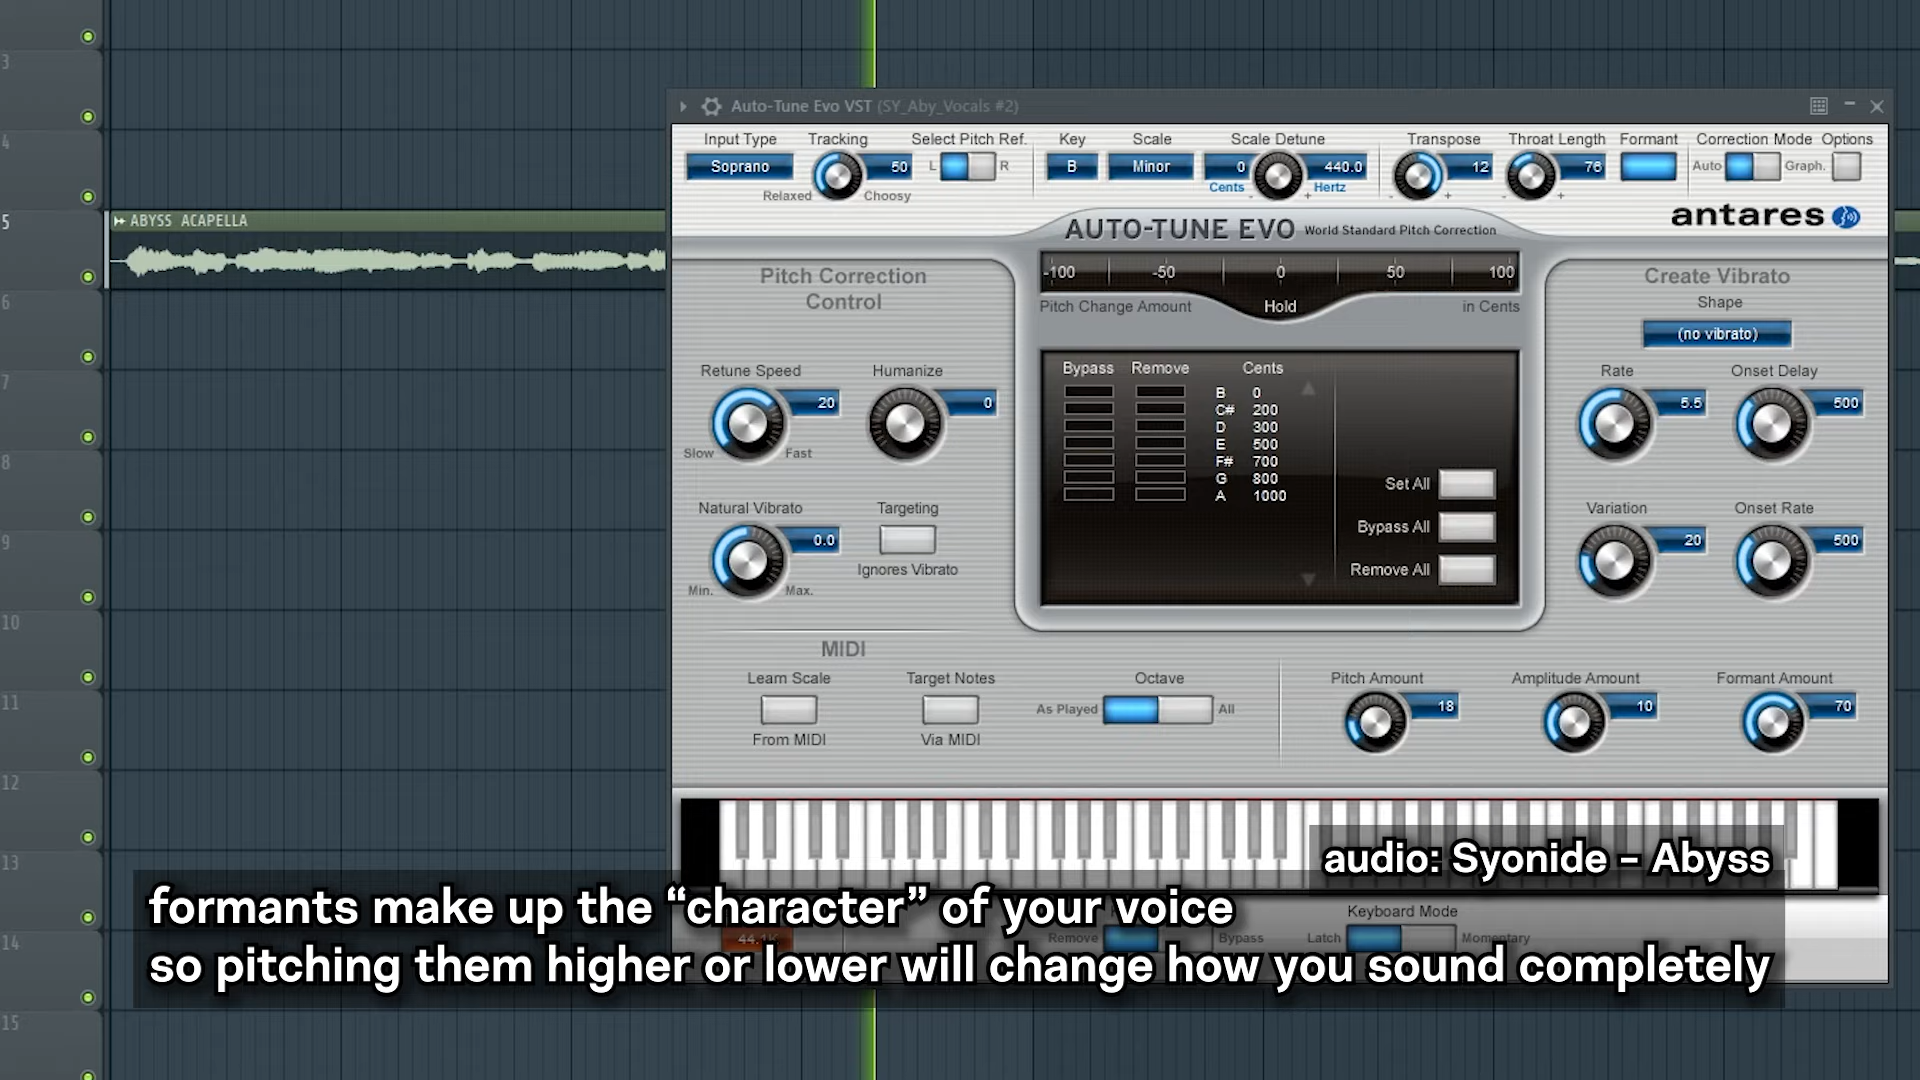 3
4
5
6
7
8
9
10
11
12
13
14
15
ABYSS ACAPELLA
Auto-Tune Evo VST (SY_Aby_Vocals #2)
Input Type Tracking Select Pitch Ref. Key Scale Scale Detune Transpose Throat Length Formant Correction Mode Options
Soprano 50 L R B Minor 0 440.0 12 76 Auto Graph.
Relaxed Choosy Cents - + Hertz - + - +
antares
AUTO-TUNE EVO World Standard Pitch Correction
-100 -50 0 50 100
Pitch Change Amount Hold in Cents
Pitch Correction
Control
Retune Speed Humanize
20 0
Slow Fast
Natural Vibrato Targeting
0.0
Min. Max. Ignores Vibrato
Bypass Remove Cents
B 0
C# 200
D 300
E 500
F# 700
G 800
A 1000
Set All
Bypass All
Remove All
Create Vibrato
Shape
(no vibrato)
Rate Onset Delay
5.5 500
Variation Onset Rate
20 500
MIDI
Learn Scale Target Notes Octave
As Played All
From MIDI Via MIDI
Pitch Amount Amplitude Amount Formant Amount
18 10 70
audio: Syonide - Abyss
formants make up the “character” of your voice
so pitching them higher or lower will change how you sound completely
Keyboard Mode
Remove Bypass Latch Momentary